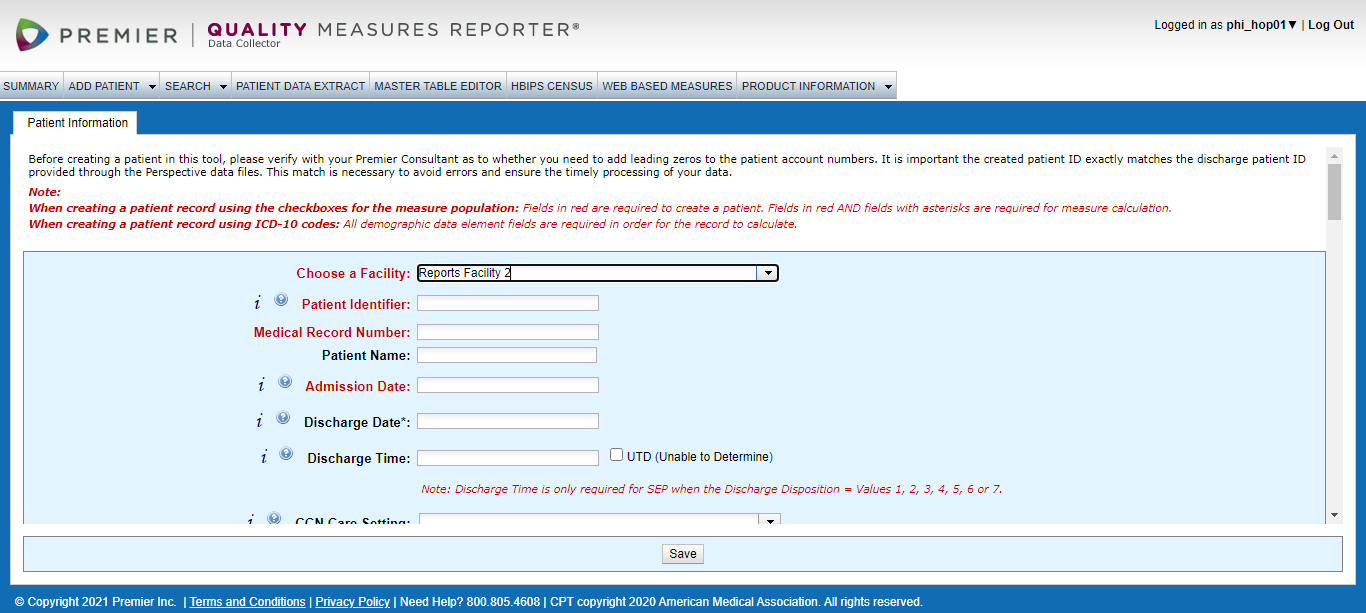 PREMIER
QUALITY MEASURES REPORTER®
Data Collector
Logged in as phi_hop01▼ | Log Out
SUMMARY ADD PATIENT SEARCH PATIENT DATA EXTRACT MASTER TABLE EDITOR HBIPS CENSUS WEB BASED MEASURES PRODUCT INFORMATION
Patient Information
Before creating a patient in this tool, please verify with your Premier Consultant as to whether you need to add leading zeros to the patient account numbers. It is important the created patient ID exactly matches the discharge patient ID
provided through the Perspective data files. This match is necessary to avoid errors and ensure the timely processing of your data.
Note:
When creating a patient record using the checkboxes for the measure population: Fields in red are required to create a patient. Fields in red AND fields with asterisks are required for measure calculation.
When creating a patient record using ICD-10 codes: All demographic data element fields are required in order for the record to calculate.
Choose a Facility: Reports Facility 2
i ? Patient Identifier:
Medical Record Number:
Patient Name:
i ? Admission Date:
i ? Discharge Date*:
i ? Discharge Time: UTD (Unable to Determine)
Note: Discharge Time is only required for SEP when the Discharge Disposition = Values 1, 2, 3, 4, 5, 6 or 7.
i ? CCN Care Setting:
Save
© Copyright 2021 Premier Inc. | Terms and Conditions | Privacy Policy | Need Help? 800.805.4608 | CPT copyright 2020 American Medical Association. All rights reserved.